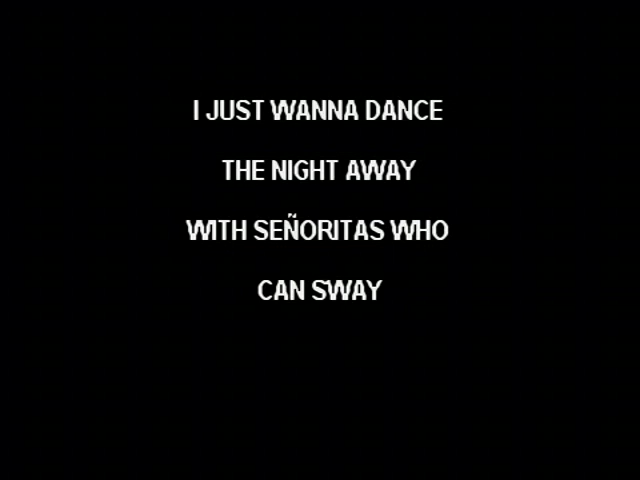 I JUST WANNA DANCE
THE NIGHT AWAY
WITH SEÑORITAS WHO
CAN SWAY